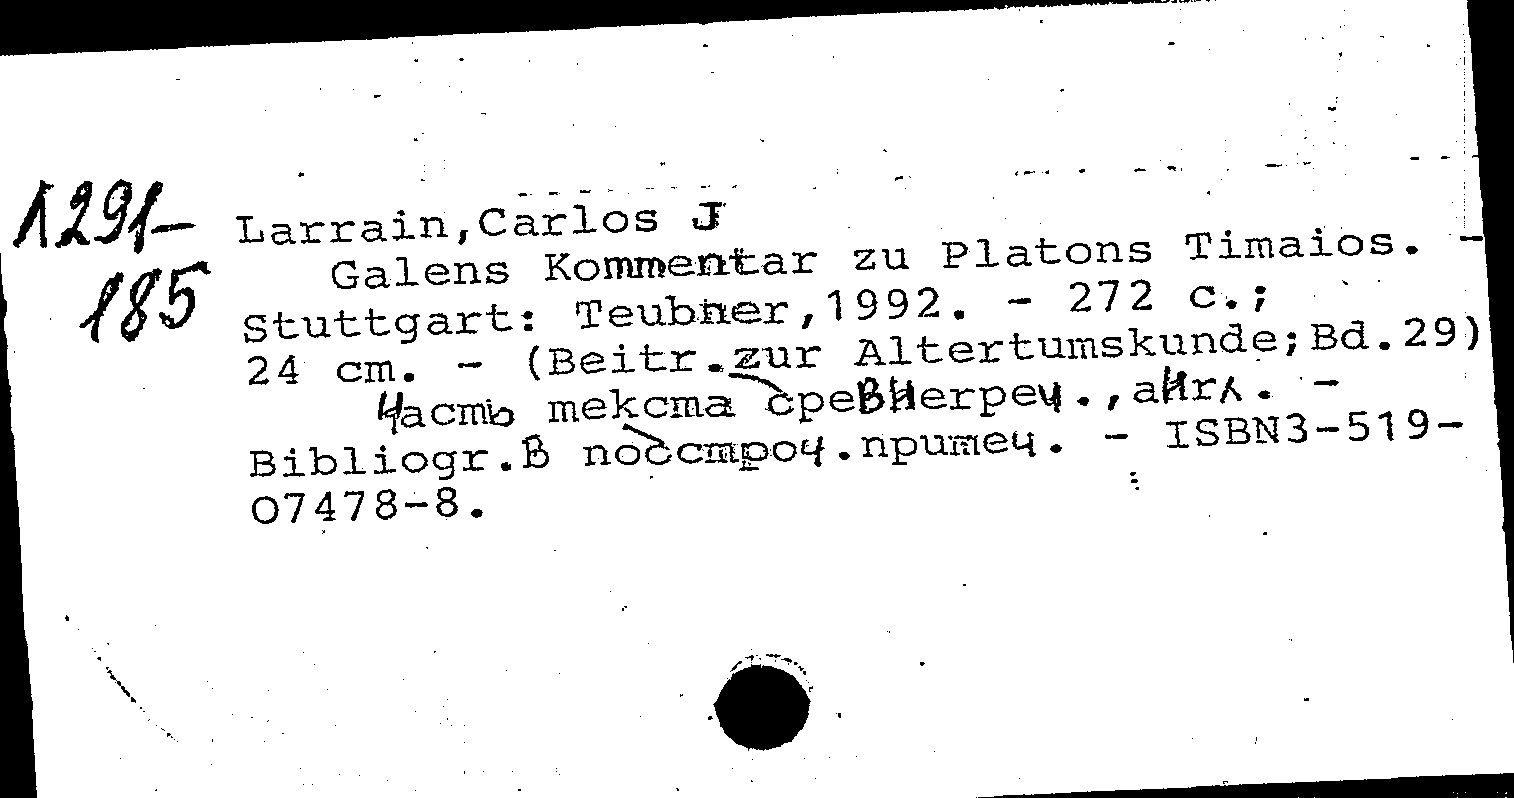 Λ291-
185
Larrain,Carlos J
Galens Kommentar zu Platons Timaios. -
Stuttgart: Teubner,1992. - 272 c.;
24 cm. - (Beitr.zur Altertumskunde;Bd.29)
Часть текста древнегреч.,англ. -
Bibliogr.В подстроч.примеч. - ISBN3-519-
07478-8.